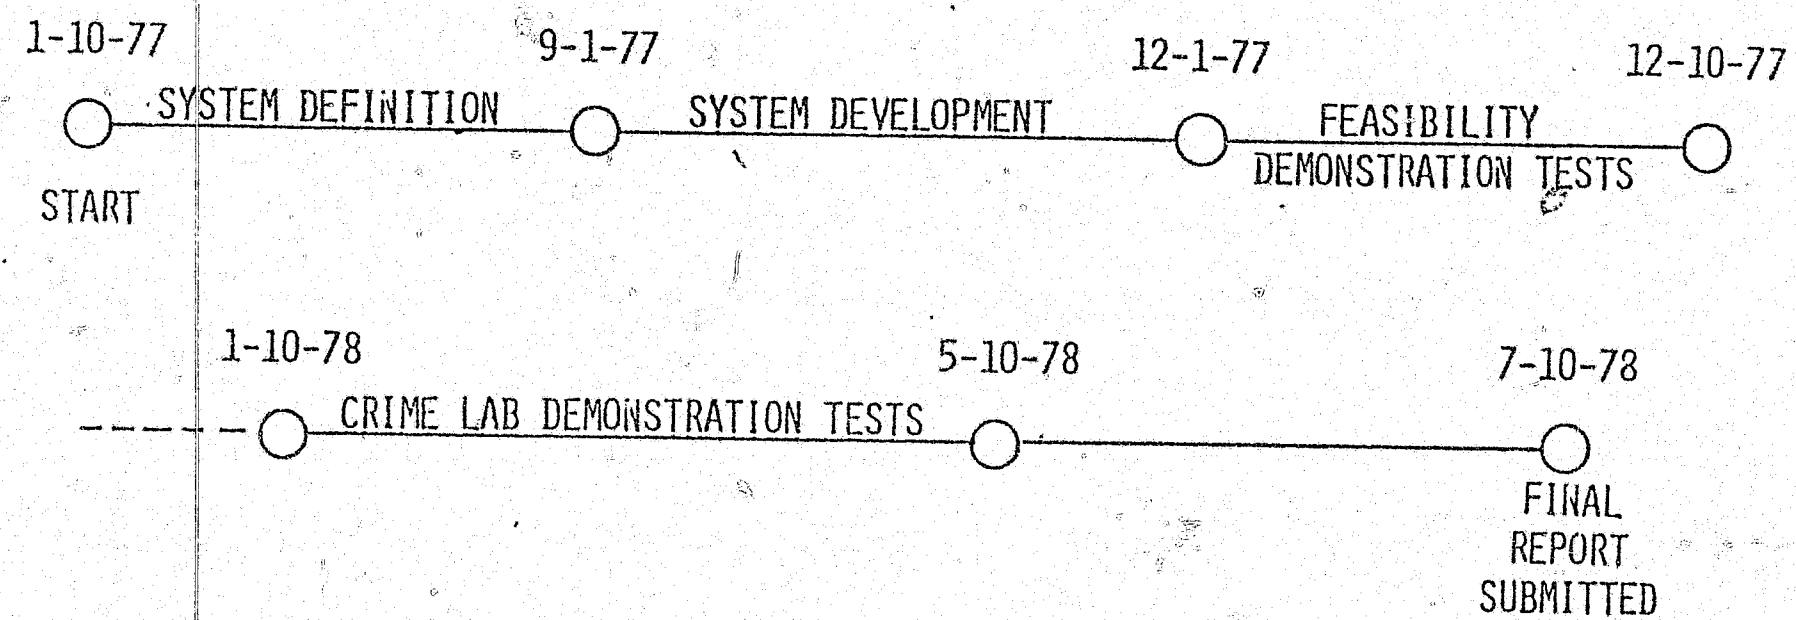 1-10-77 9-1-77 12-1-77 12-10-77
SYSTEM DEFINITION SYSTEM DEVELOPMENT FEASIBILITY
DEMONSTRATION TESTS
START
1-10-78 5-10-78 7-10-78
CRIME LAB DEMONSTRATION TESTS
FINAL
REPORT
SUBMITTED